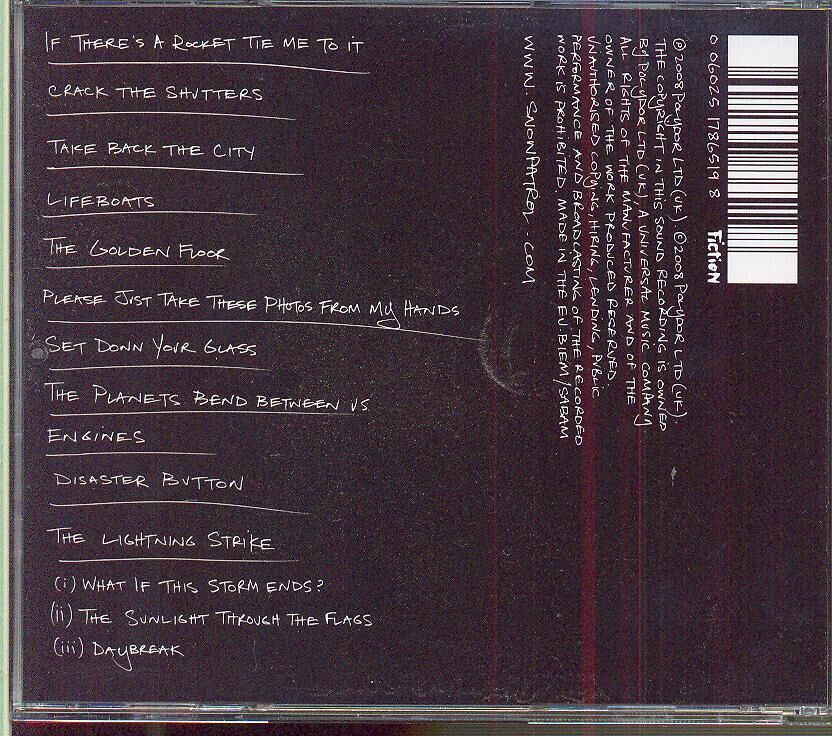 IF THERE'S A ROCKET TIE ME TO IT
CRACK THE SHUTTERS
TAKE BACK THE CITY
LIFEBOATS
THE GOLDEN FLOOR
PLEASE JUST TAKE THESE PHOTOS FROM MY HANDS
SET DOWN YOUR GLASS
THE PLANETS BEND BETWEEN US
ENGINES
DISASTER BUTTON
THE LIGHTNING STRIKE
(i) WHAT IF THIS STORM ENDS?
(ii) THE SUNLIGHT THROUGH THE FLAGS
(iii) DAYBREAK
0 06025 1786519 8 Fiction
℗2008 POLYDOR LTD (UK). ©2008 POLYDOR LTD (UK).
THE COPYRIGHT IN THIS SOUND RECORDING IS OWNED
BY POLYDOR LTD (UK), A UNIVERSAL MUSIC COMPANY.
ALL RIGHTS OF THE MANUFACTURER AND OF THE
OWNER OF THE WORK PRODUCED RESERVED.
UNAUTHORISED COPYING, HIRING, LENDING, PUBLIC
PERFORMANCE AND BROADCASTING OF THE RECORDED
WORK IS PROHIBITED. MADE IN THE EU. BIEM/SABAM
WWW.SNOWPATROL.COM